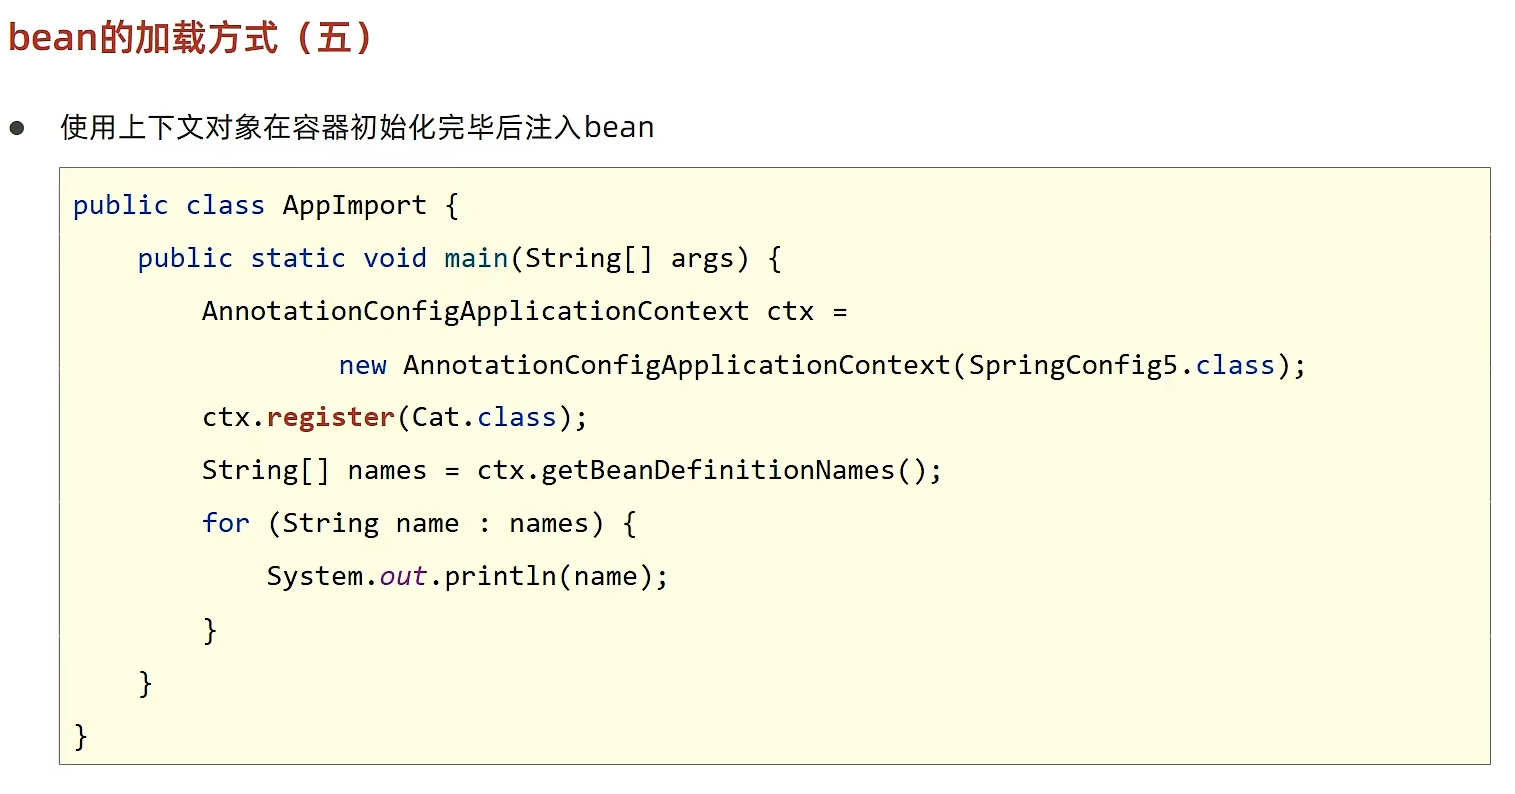 bean的加载方式（五）
● 使用上下文对象在容器初始化完毕后注入bean
public class AppImport {
    public static void main(String[] args) {
        AnnotationConfigApplicationContext ctx =
                new AnnotationConfigApplicationContext(SpringConfig5.class);
        ctx.register(Cat.class);
        String[] names = ctx.getBeanDefinitionNames();
        for (String name : names) {
            System.out.println(name);
        }
    }
}